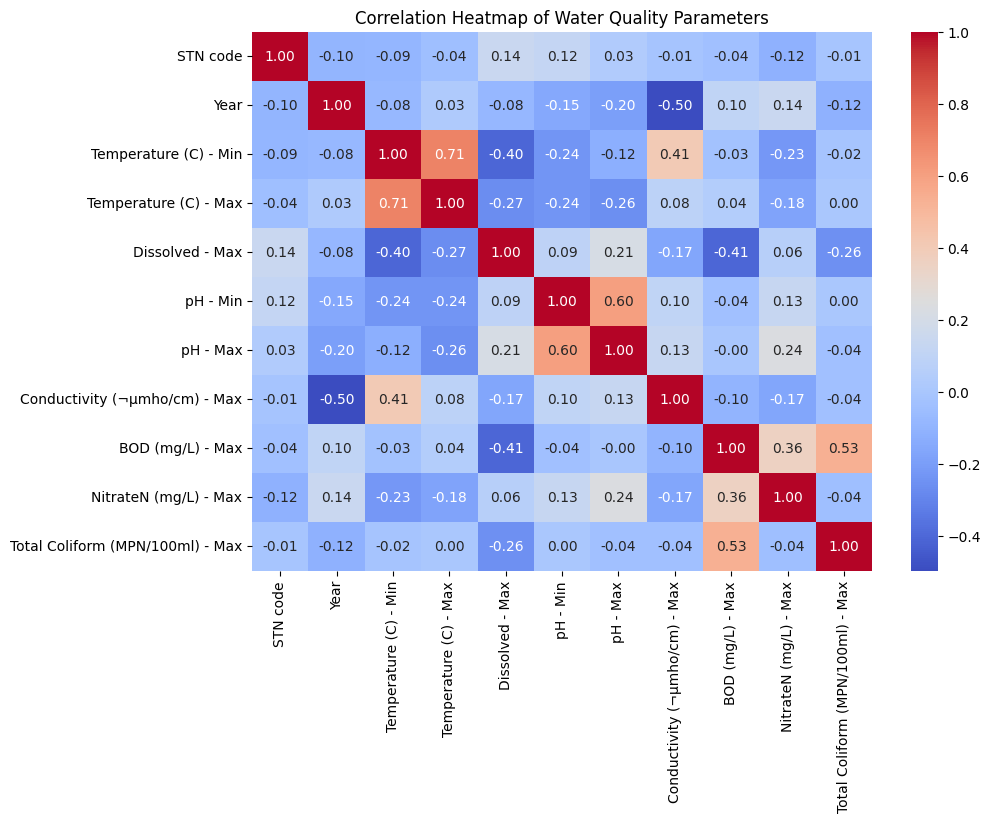 Correlation Heatmap of Water Quality Parameters
STN code 1.00 -0.10 -0.09 -0.04 0.14 0.12 0.03 -0.01 -0.04 -0.12 -0.01
Year -0.10 1.00 -0.08 0.03 -0.08 -0.15 -0.20 -0.50 0.10 0.14 -0.12
Temperature (C) - Min -0.09 -0.08 1.00 0.71 -0.40 -0.24 -0.12 0.41 -0.03 -0.23 -0.02
Temperature (C) - Max -0.04 0.03 0.71 1.00 -0.27 -0.24 -0.26 0.08 0.04 -0.18 0.00
Dissolved - Max 0.14 -0.08 -0.40 -0.27 1.00 0.09 0.21 -0.17 -0.41 0.06 -0.26
pH - Min 0.12 -0.15 -0.24 -0.24 0.09 1.00 0.60 0.10 -0.04 0.13 0.00
pH - Max 0.03 -0.20 -0.12 -0.26 0.21 0.60 1.00 0.13 -0.00 0.24 -0.04
Conductivity (¬µmho/cm) - Max -0.01 -0.50 0.41 0.08 -0.17 0.10 0.13 1.00 -0.10 -0.17 -0.04
BOD (mg/L) - Max -0.04 0.10 -0.03 0.04 -0.41 -0.04 -0.00 -0.10 1.00 0.36 0.53
NitrateN (mg/L) - Max -0.12 0.14 -0.23 -0.18 0.06 0.13 0.24 -0.17 0.36 1.00 -0.04
Total Coliform (MPN/100ml) - Max -0.01 -0.12 -0.02 0.00 -0.26 0.00 -0.04 -0.04 0.53 -0.04 1.00
STN code
Year
Temperature (C) - Min
Temperature (C) - Max
Dissolved - Max
pH - Min
pH - Max
Conductivity (¬µmho/cm) - Max
BOD (mg/L) - Max
NitrateN (mg/L) - Max
Total Coliform (MPN/100ml) - Max
1.0
0.8
0.6
0.4
0.2
0.0
−0.2
−0.4